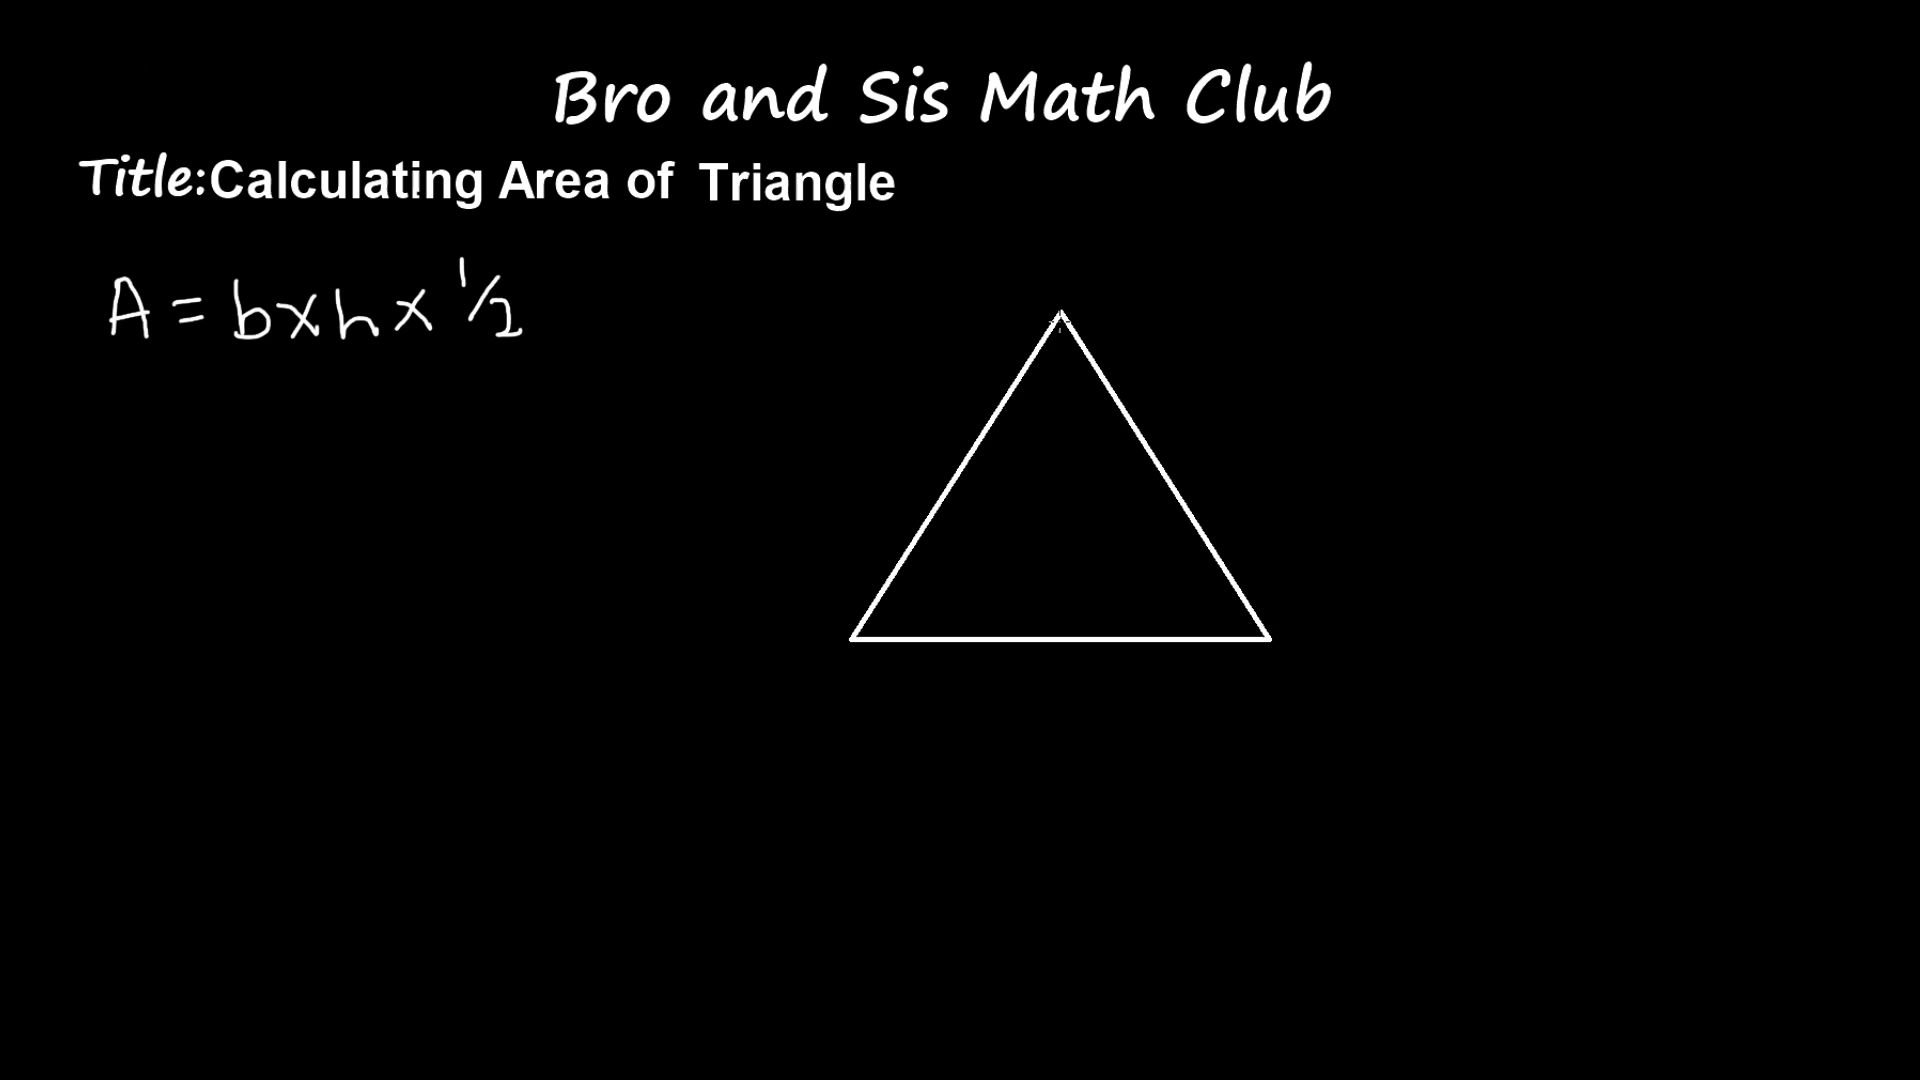 Bro and Sis Math Club
Title:Calculating Area of Triangle
A = b x h x 1/2